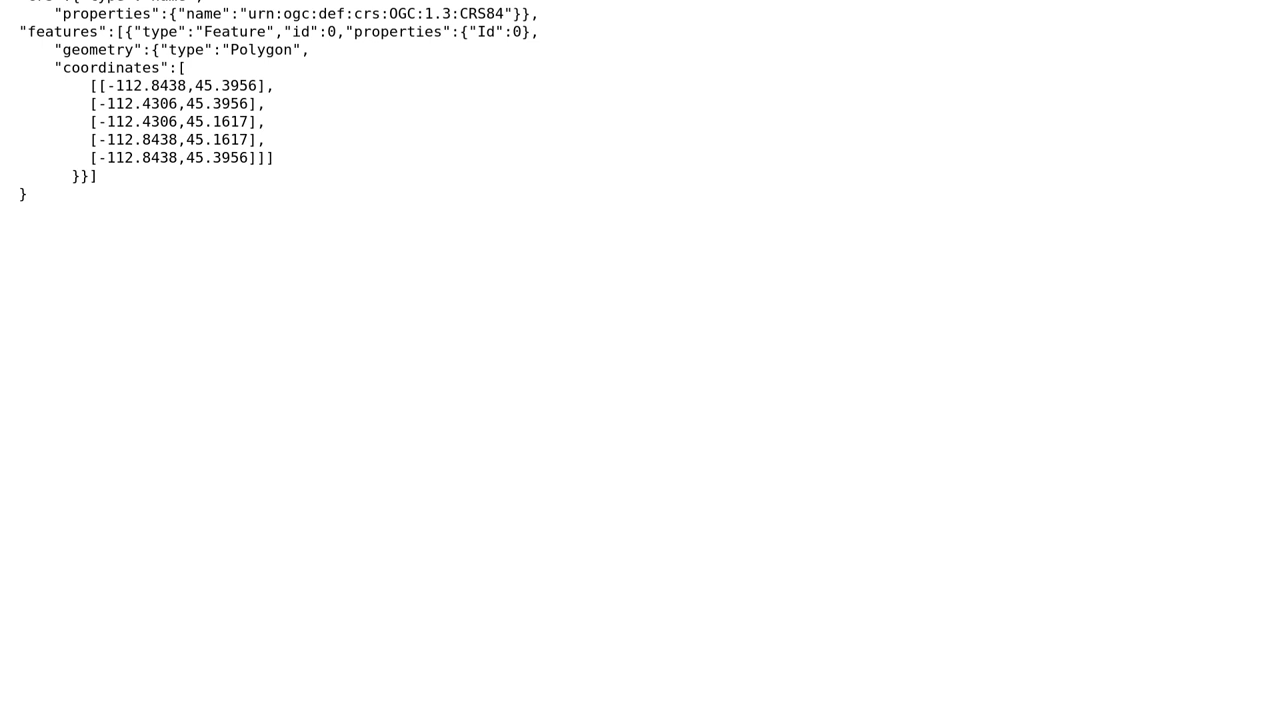 "properties":{"name":"urn:ogc:def:crs:OGC:1.3:CRS84"}},
"features":[{"type":"Feature","id":0,"properties":{"Id":0},
"geometry":{"type":"Polygon",
"coordinates":[
[[-112.8438,45.3956],
[-112.4306,45.3956],
[-112.4306,45.1617],
[-112.8438,45.1617],
[-112.8438,45.3956]]]
}}]
}